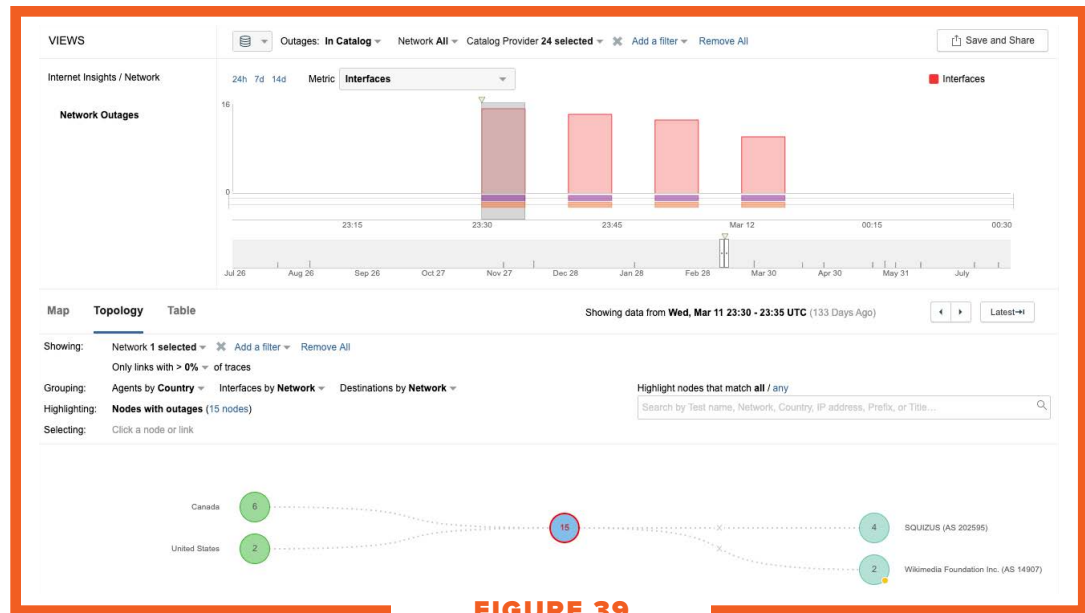 VIEWS
Outages: In Catalog Network All Catalog Provider 24 selected Add a filter Remove All
Save and Share
Internet Insights / Network
24h 7d 14d Metric Interfaces
Interfaces
Network Outages
16
0
23:15 23:30 23:45 Mar 12 00:15 00:30
Jul 26 Aug 26 Sep 26 Oct 27 Nov 27 Dec 28 Jan 28 Feb 28 Mar 30 Apr 30 May 31 July
Map Topology Table
Showing data from Wed, Mar 11 23:30 - 23:35 UTC (133 Days Ago)
Latest
Showing: Network 1 selected Add a filter Remove All
Only links with > 0% of traces
Grouping: Agents by Country Interfaces by Network Destinations by Network
Highlight nodes that match all / any
Highlighting: Nodes with outages (15 nodes)
Search by Test name, Network, Country, IP address, Prefix, or Title...
Selecting: Click a node or link
Canada 6
15
4 SQUIZUS (AS 202595)
United States 2
2 Wikimedia Foundation Inc. (AS 14907)
FIGURE 39